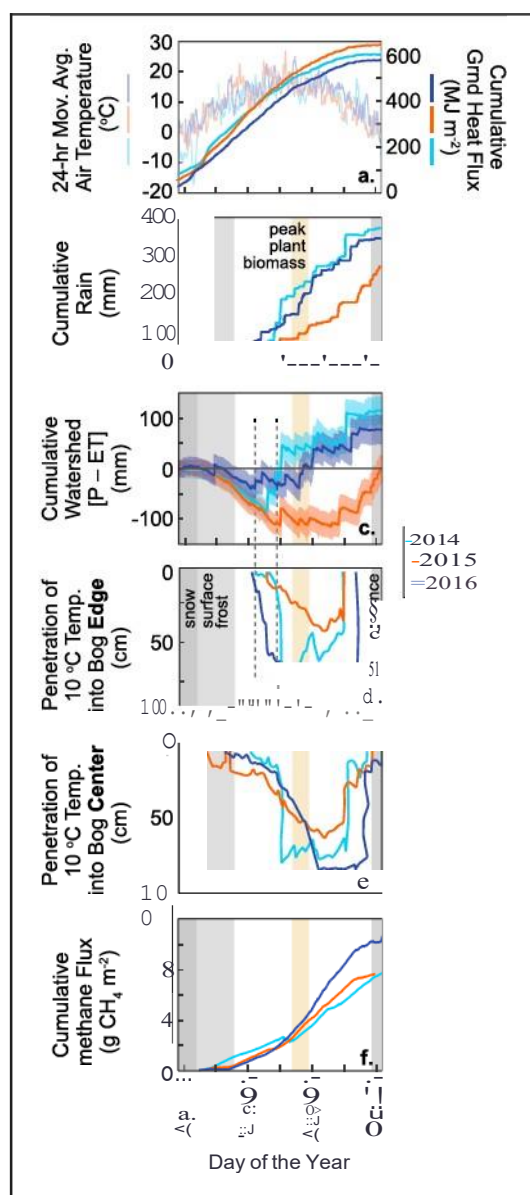 24-hr Mov. Avg.
Air Temperature
(°C)
30
20
10
0
-10
-20
600
400
200
0
Cumulative
Grnd Heat Flux
(MJ m-2)
a.
Cumulative
Rain
(mm)
400
300
200
100
0
peak
plant
biomass
Cumulative
Watershed
[P – ET]
(mm)
100
0
-100
c.
2014
2015
2016
Penetration of
10 °C Temp.
into Bog Edge
(cm)
0
50
100
snow
surface
frost
d.
Penetration of
10 °C Temp.
into Bog Center
(cm)
0
50
10
e
Cumulative
methane Flux
(g CH4 m-2)
0
8
4
0
f.
Day of the Year